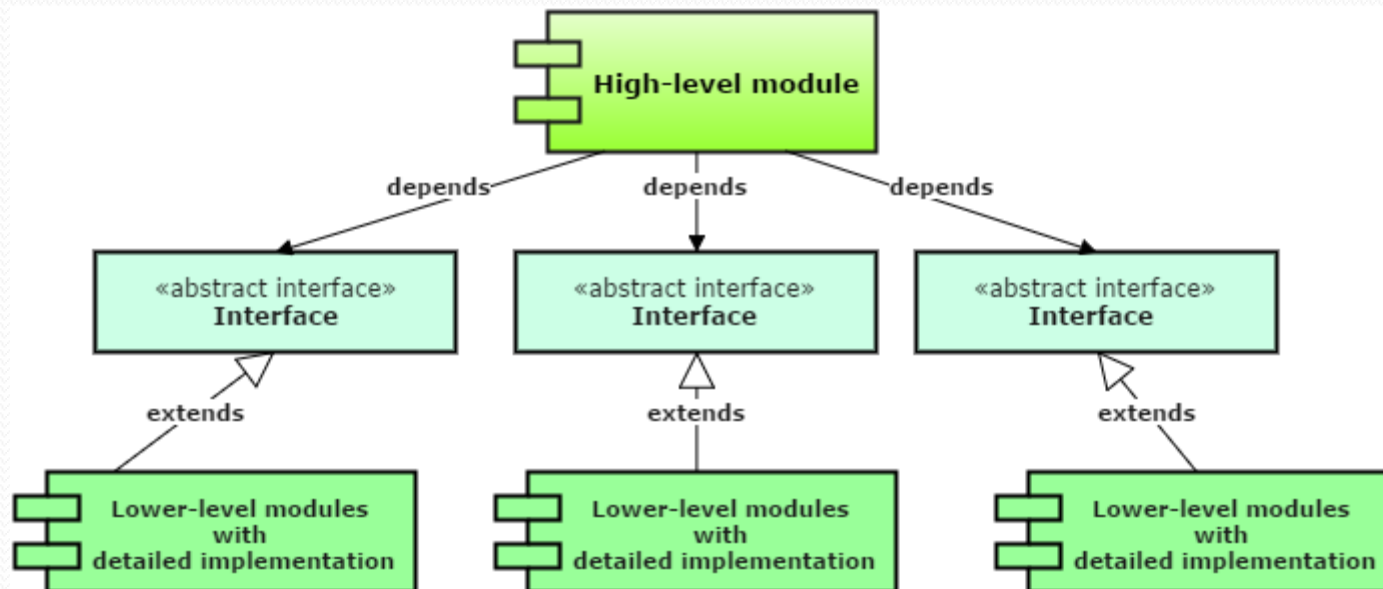 High-level module
depends
depends
depends
«abstract interface»
Interface
«abstract interface»
Interface
«abstract interface»
Interface
extends
extends
extends
Lower-level modules
with
detailed implementation
Lower-level modules
with
detailed implementation
Lower-level modules
with
detailed implementation